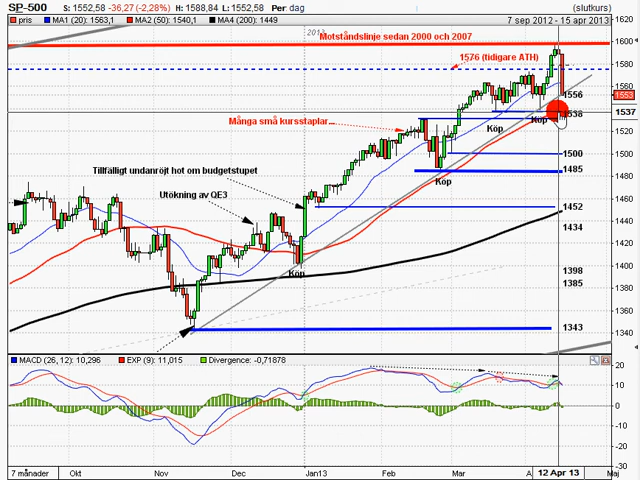 SP-500 S: 1552,58 -36,27 (-2,28%) H: 1588,84 L: 1552,58 Per dag (slutkurs)
pris MA1 (20): 1563,1 MA2 (50): 1540,1 MA4 (200): 1449 7 sep 2012 - 15 apr 2013
Motståndslinje sedan 2000 och 2007
1576 (tidigare ATH)
Många små kursstaplar...
Tillfälligt undanröjt hot om budgetstupet
Utökning av QE3
Köp
Köp
Köp
Köp
1556
1538
1500
1485
1452
1434
1398
1385
1343
1620
1600
1580
1560
1553
1537
1520
1500
1480
1460
1440
1420
1400
1380
1360
1340
MACD (26, 12): 10,296 EXP (9): 11,015 Divergence: -0,71878
20
10
0
-10
-20
-30
7 månader Okt Nov Dec Jan13 Feb Mar A 12 Apr 13 Maj